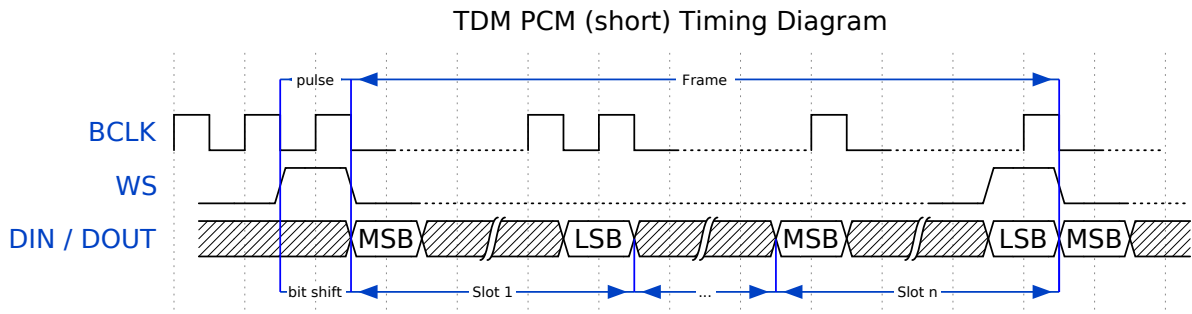 TDM PCM (short) Timing Diagram
pulse
Frame
BCLK
WS
DIN / DOUT
MSB
LSB
MSB
LSB
MSB
bit shift
Slot 1
...
Slot n